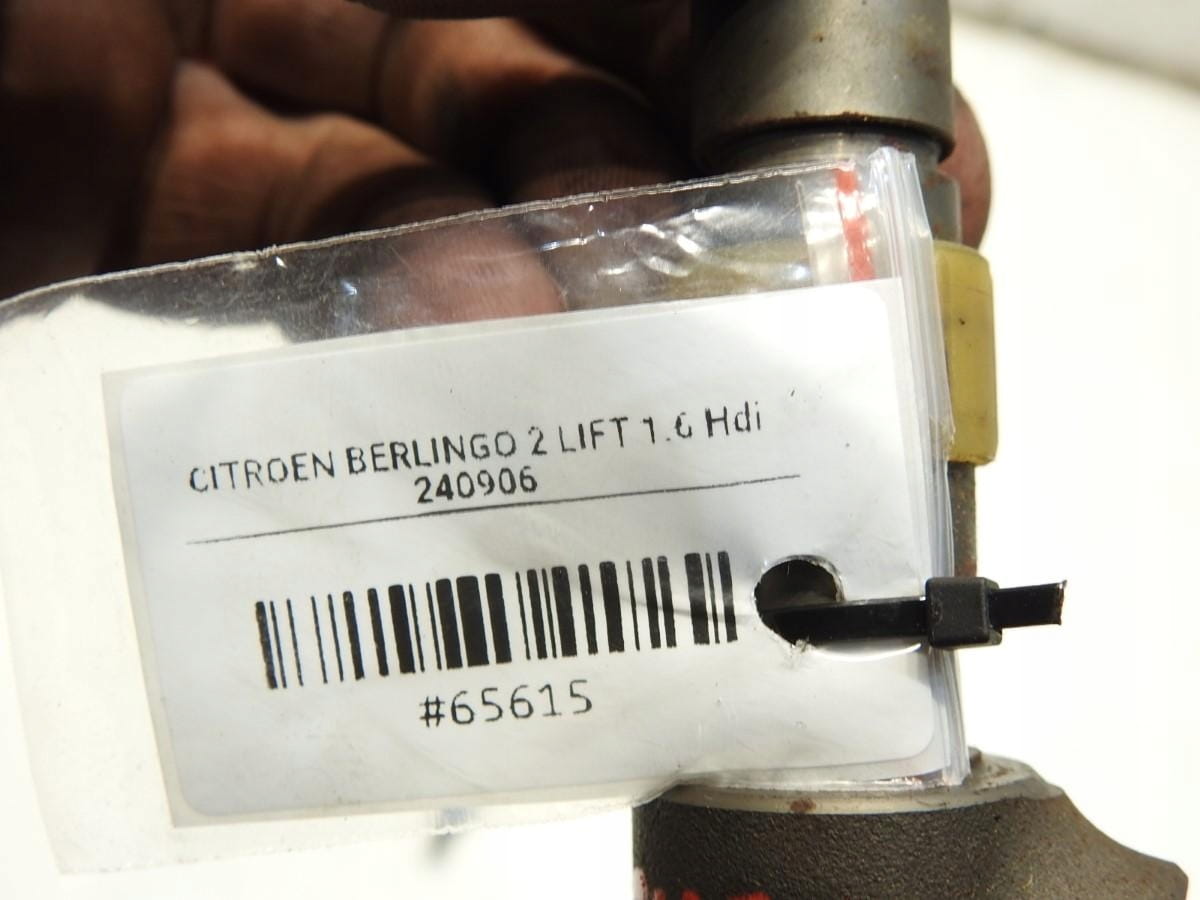 CITROEN BERLINGO 2 LIFT 1.6 Hdi
240906
#65615